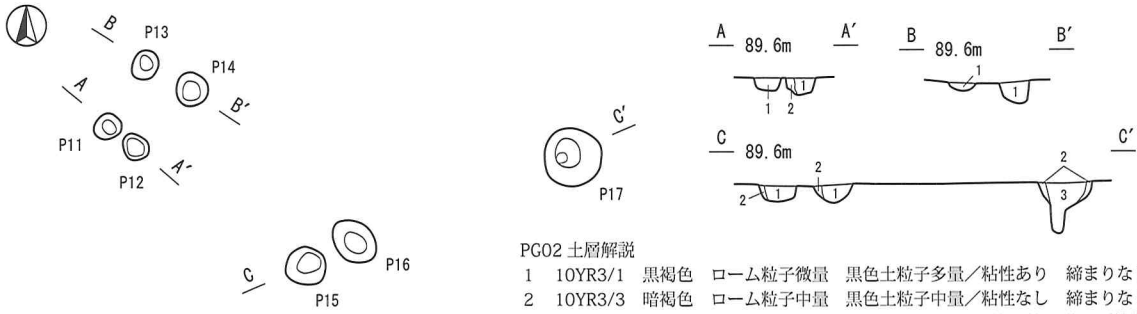 B
P13
P14
A
B′
P11
P12
A′
C′
P17
C
P15
P16
A 89.6m A′
1 2 1
B 89.6m B′
1 1
C 89.6m C′
2 1 2 1 2 3
PG02 土層解説
1 10YR3/1 黒褐色 ローム粒子微量 黒色土粒子多量／粘性あり 締まりな
2 10YR3/3 暗褐色 ローム粒子中量 黒色土粒子中量／粘性なし 締まりな